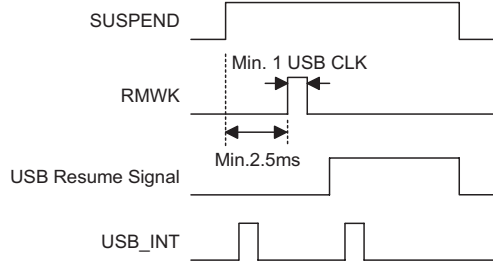 SUSPEND
Min. 1 USB CLK
RMWK
Min.2.5ms
USB Resume Signal
USB_INT